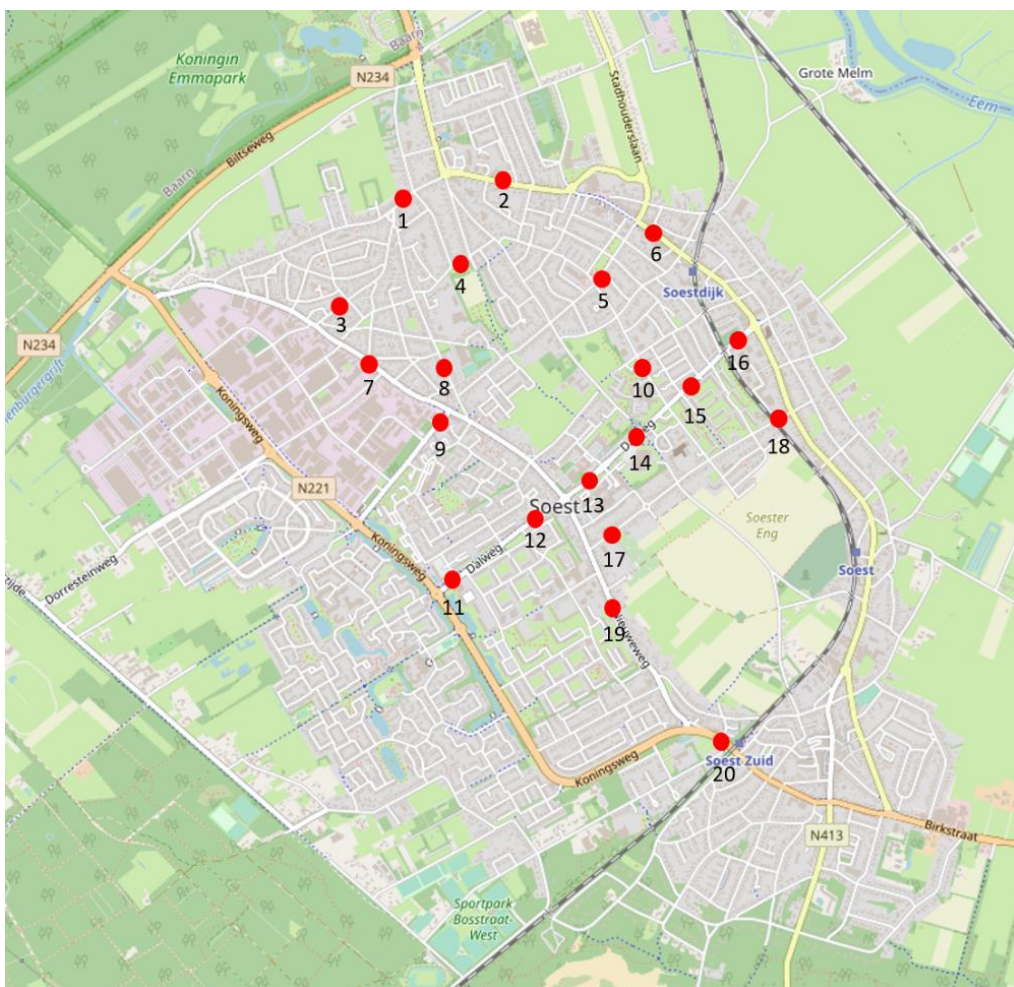 Koningin
Emmapark
Baarn
N234
Biltseweg
Baarn
Stadhouderslaan
Grote Melm
Eem
1
2
6
4
5
Soestdijk
3
N234
16
7
8
10
15
Koningsweg
9
14
18
N221
Soest
13
Soester
Eng
12
17
Koningsweg
Dalweg
Soest
Dorresteinweg
11
19
Soest Zuid
20
Koningsweg
Birkstraat
N413
Sportpark
Bosstraat-
West